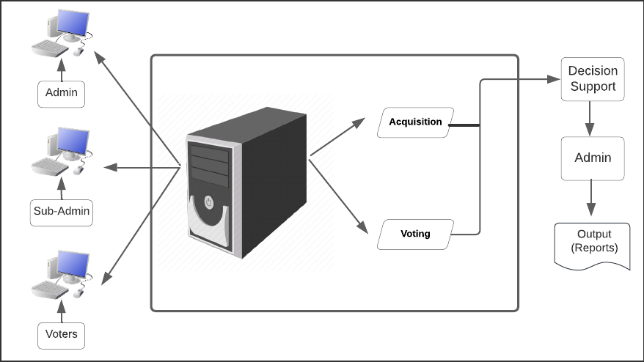 Admin
Sub-Admin
Voters
Acquisition
Voting
Decision
Support
Admin
Output
(Reports)